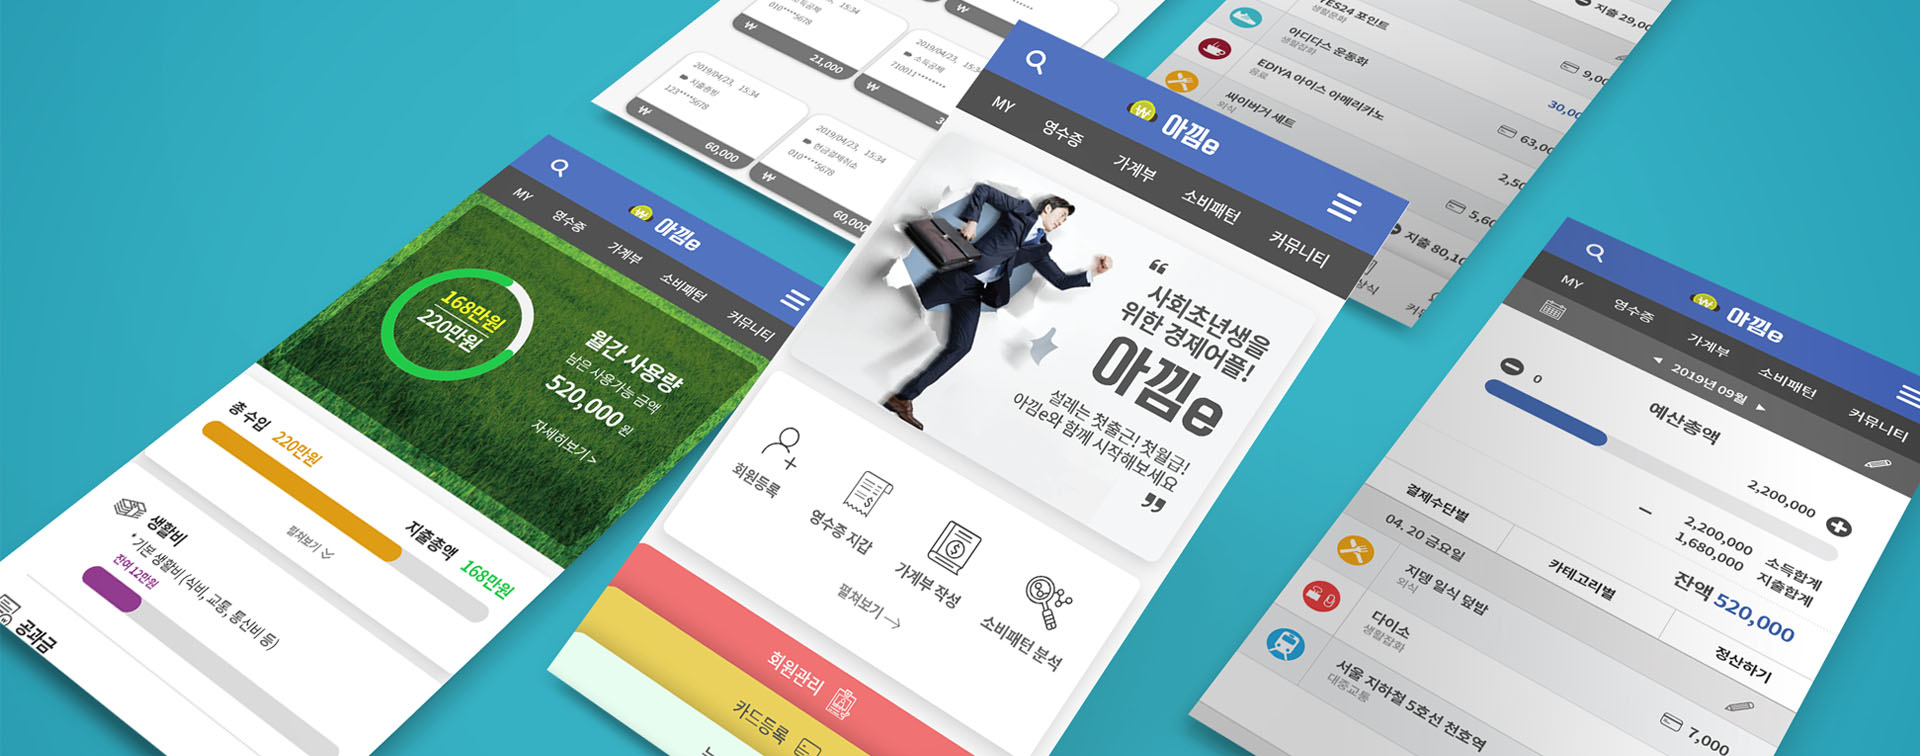 MY
영수증
가계부
소비패턴
커뮤니티
아낌e
168만원
220만원
월간 사용량
남은 사용가능 금액
520,000 원
자세히보기 >
총 수입 220만원
지출총액 168만원
펼쳐보기
생활비
*기본 생활비 (식비, 교통, 통신비 등)
잔여 12만원
공과금
15:34
010****5678
₩
21,000
2019/04/23, 15:34
지출증빙
123****5678
₩
60,000
2019/04/23, 15:34
소득공제
710011********
₩
2019/04/23, 15:34
현금결제취소
010****5678
₩
60,000
MY
영수증
가계부
소비패턴
커뮤니티
아낌e
“
사회초년생을
위한 경제어플!
아낌e
설레는 첫출근! 첫월급!
아낌e와 함께 시작해보세요
”
회원등록
영수증 지갑
가계부 작성
소비패턴 분석
펼쳐보기
회원관리
카드등록
YES24 포인트
생활문화
아디다스 운동화
생활잡화
EDIYA 아이스 아메리카노
음료
싸이버거 세트
외식
지출 29,00
9,00
30,00
63,00
2,50
5,60
지출 80,10
MY
영수증
가계부
소비패턴
커뮤니티
아낌e
◀ 2019년 09월 ▶
0
예산총액
2,200,000
2,200,000 소득합계
1,680,000 지출합계
잔액 520,000
결제수단별
카테고리별
정산하기
04. 20 금요일
지뎅 일식 덮밥
외식
다이소
생활잡화
서울 지하철 5호선 천호역
대중교통
7,000